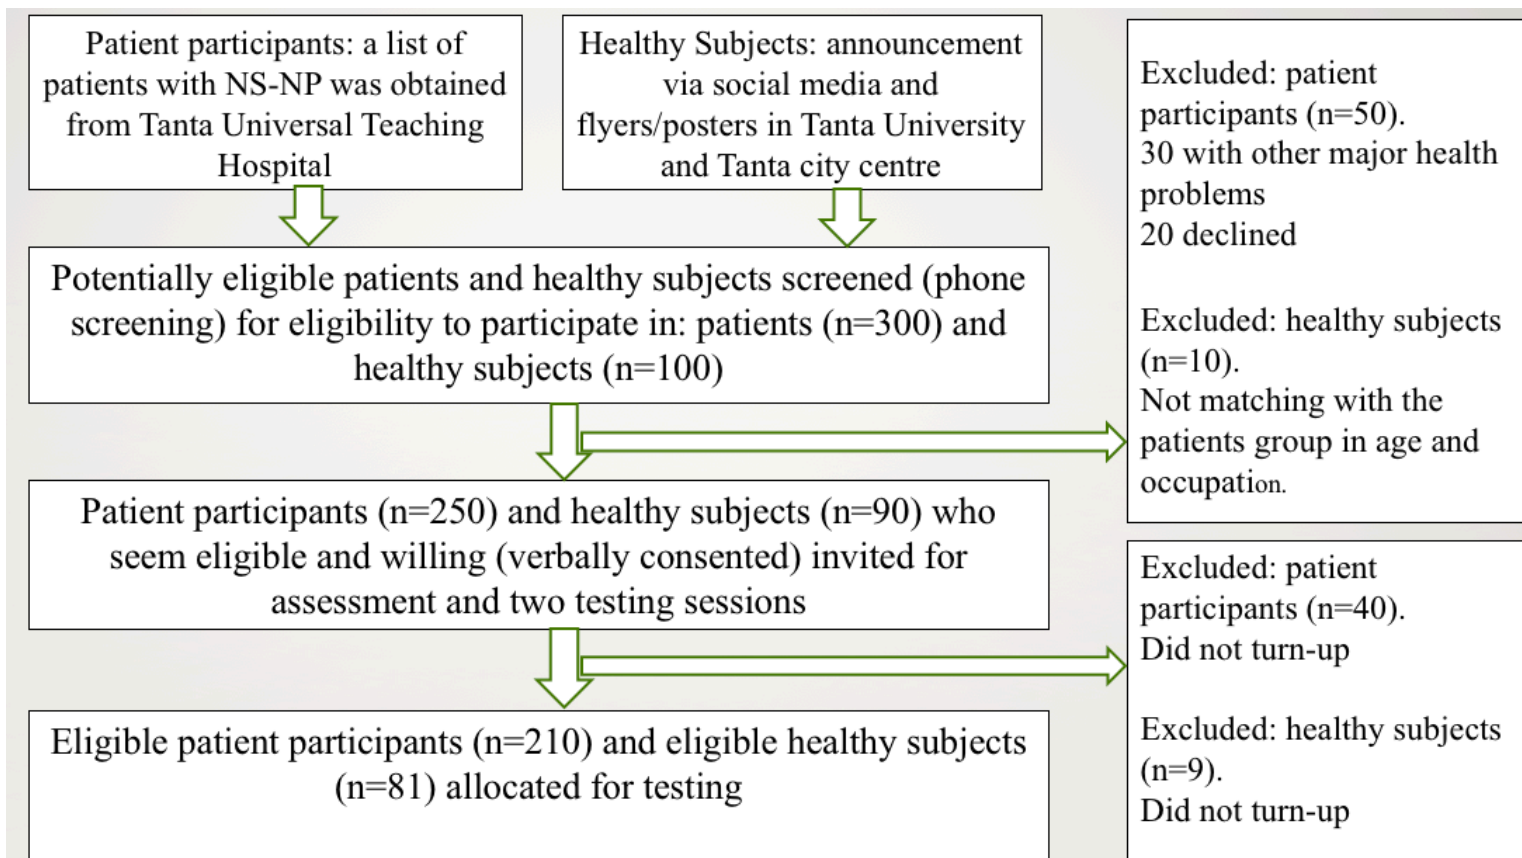 Patient participants: a list of
patients with NS-NP was obtained
from Tanta Universal Teaching
Hospital
Healthy Subjects: announcement
via social media and
flyers/posters in Tanta University
and Tanta city centre
Potentially eligible patients and healthy subjects screened (phone
screening) for eligibility to participate in: patients (n=300) and
healthy subjects (n=100)
Excluded: patient
participants (n=50).
30 with other major health
problems
20 declined
Excluded: healthy subjects
(n=10).
Not matching with the
patients group in age and
occupation.
Patient participants (n=250) and healthy subjects (n=90) who
seem eligible and willing (verbally consented) invited for
assessment and two testing sessions
Excluded: patient
participants (n=40).
Did not turn-up
Excluded: healthy subjects
(n=9).
Did not turn-up
Eligible patient participants (n=210) and eligible healthy subjects
(n=81) allocated for testing